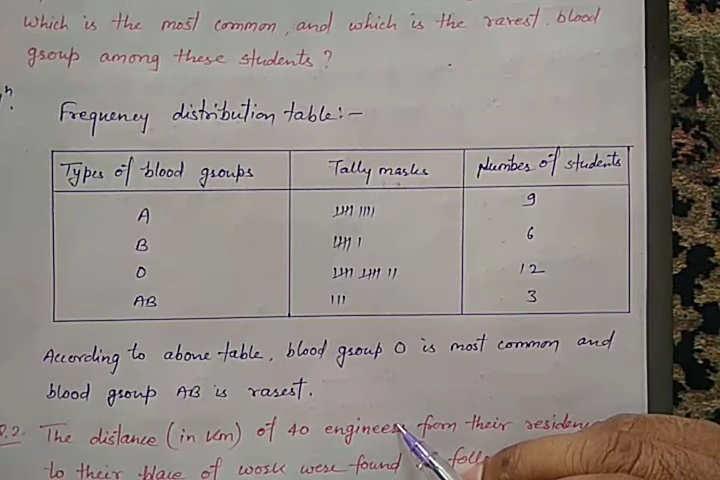 which is the most common, and which is the rarest blood
group among these students?
Frequency distribution table:-
Types of blood groups Tally marks Number of students
A 9
B 6
O 12
AB 3
According to above table, blood group O is most common and
blood group AB is rarest.
Q.2. The distance (in Km) of 40 engineers from their
to their place of work were found